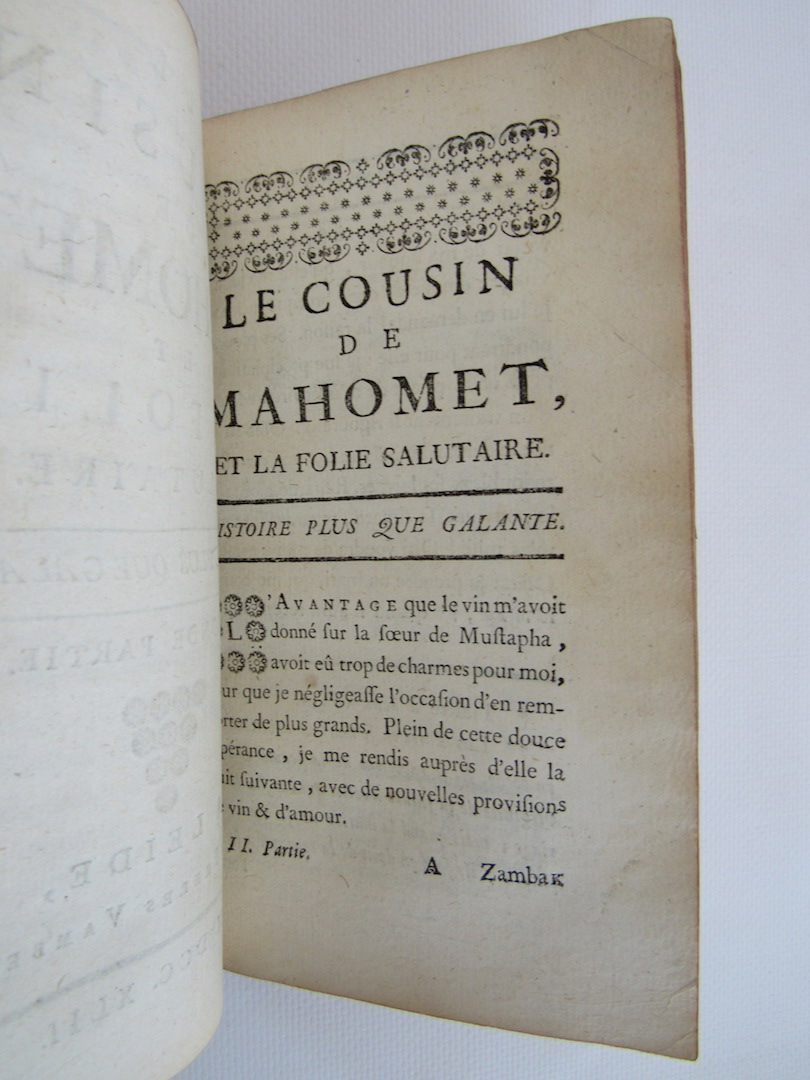 LE COUSIN
DE
MAHOMET,
ET LA FOLIE SALUTAIRE.
ISTOIRE PLUS QUE GALANTE.
L'AVANTAGE que le vin m'avoit
donné ſur la ſœur de Muſtapha,
avoit eû trop de charmes pour moi,
ur que je négligeaſſe l'occaſion d'en rem-
rter de plus grands. Plein de cette douce
pérance, je me rendis auprès d'elle la
uit ſuivante, avec de nouvelles proviſions
vin & d'amour.
II. Partie.
A Zambak